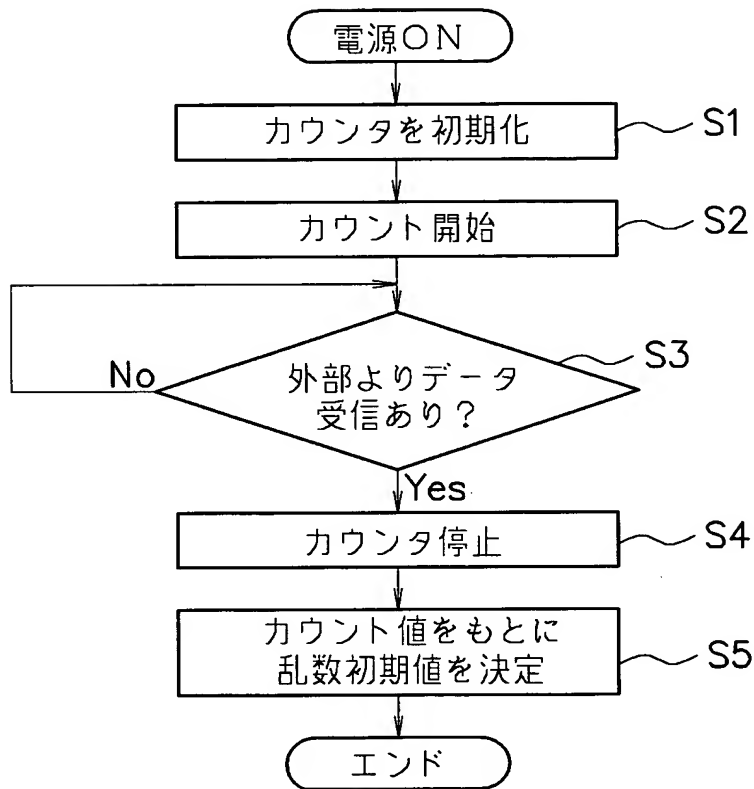 電源ON
カウンタを初期化
S1
カウント開始
S2
外部よりデータ
受信あり?
S3
No
Yes
カウンタ停止
S4
カウント値をもとに
乱数初期値を決定
S5
エンド